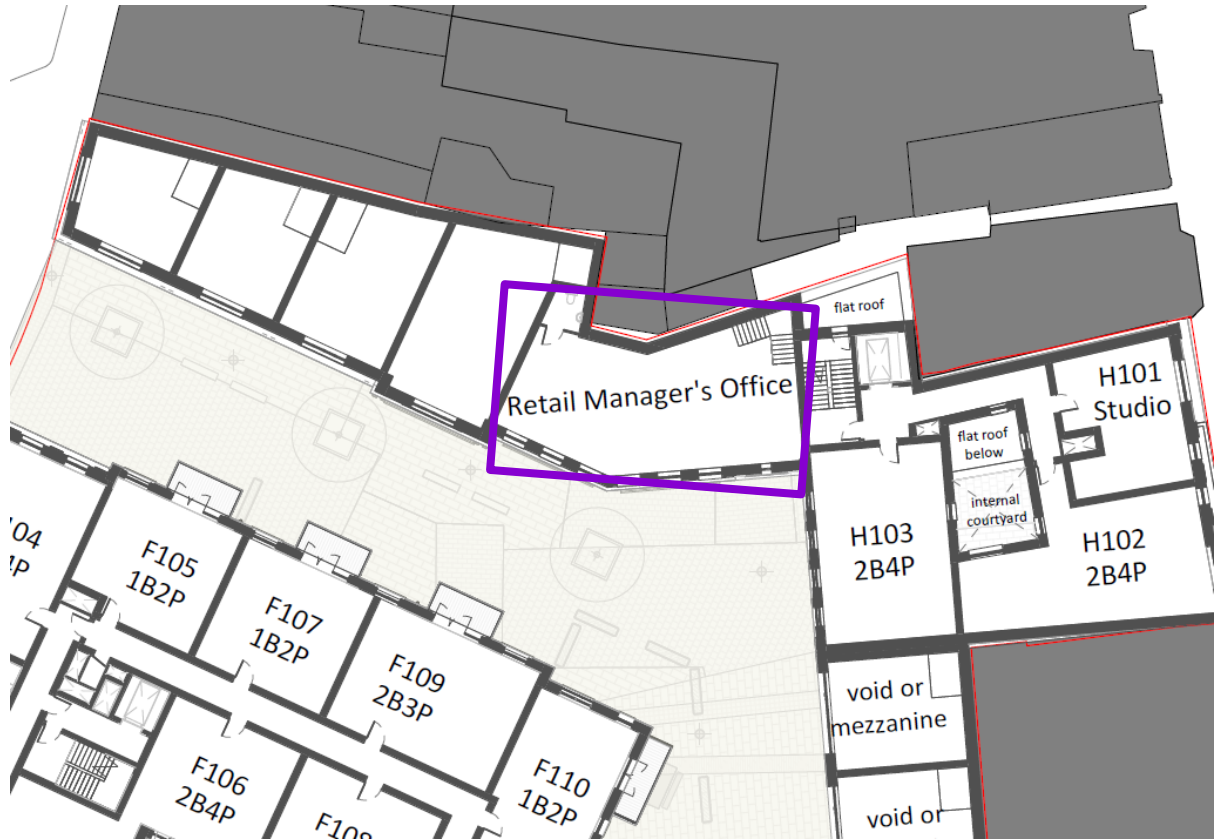 flat roof
H101
Studio
Retail Manager's Office
flat roof
below
internal
courtyard
H103
2B4P
H102
2B4P
F105
1B2P
F107
1B2P
F109
2B3P
void or
mezzanine
F106
2B4P
F110
1B2P
void or